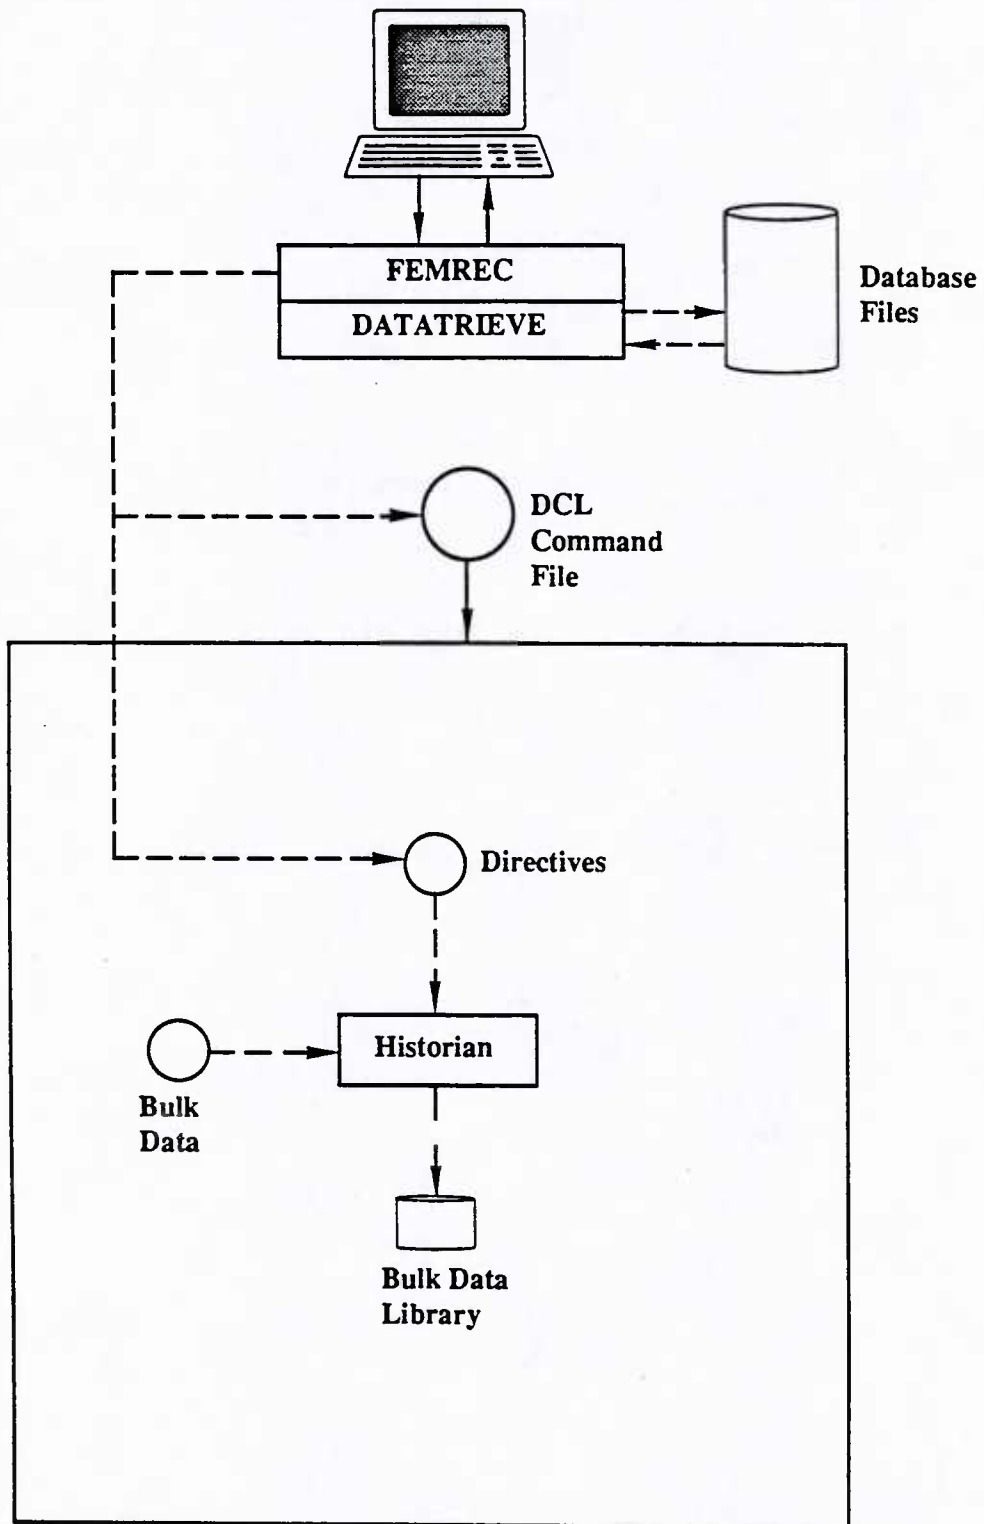 FEMREC
DATATRIEVE
Database
Files
DCL
Command
File
Directives
Historian
Bulk
Data
Bulk Data
Library